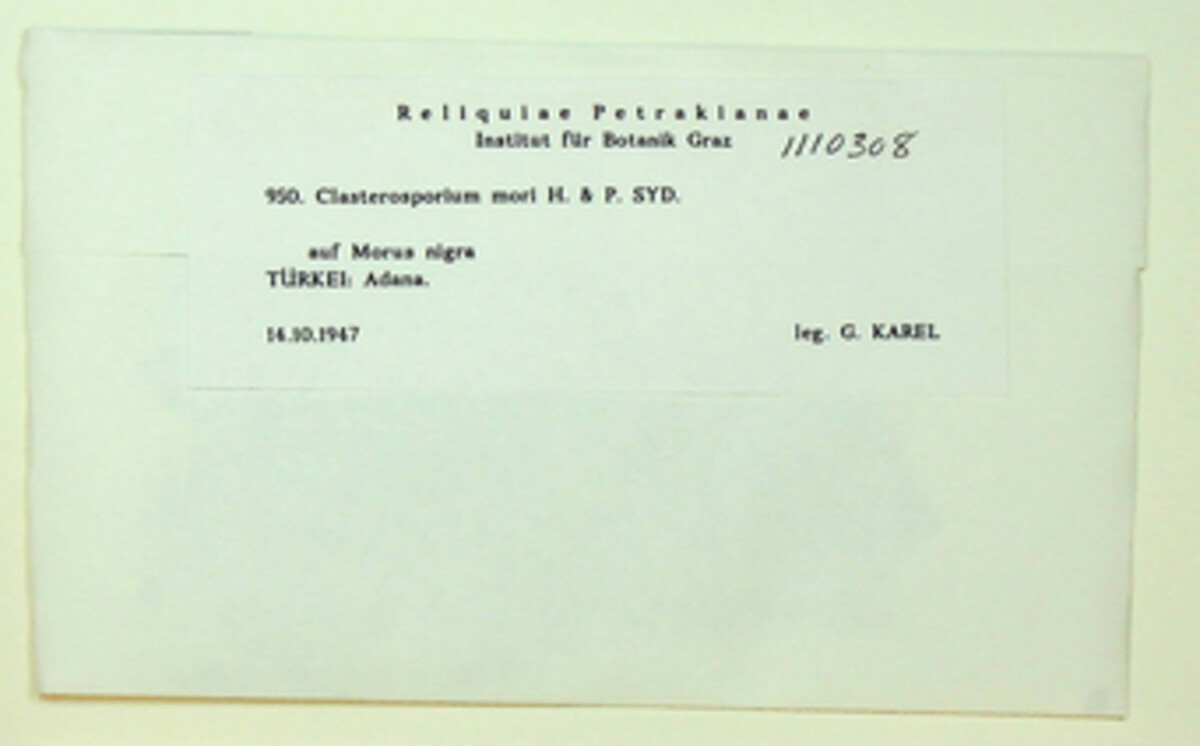 Reliquiae Petrakianae
Institut für Botanik Graz 1110308
950. Clasterosporium mori H. & P. SYD.
auf Morus nigra
TÜRKEI: Adana.
14.10.1947 leg. G. KAREL